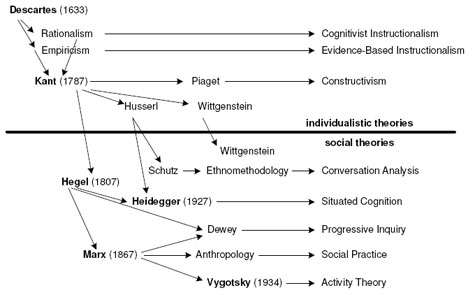 Descartes (1633)
Rationalism Cognitivist Instructionalism
Empiricism Evidence-Based Instructionalism
Kant (1787) Piaget Constructivism
Husserl Wittgenstein
individualistic theories
social theories
Wittgenstein
Schutz Ethnomethodology Conversation Analysis
Hegel (1807)
Heidegger (1927) Situated Cognition
Dewey Progressive Inquiry
Marx (1867) Anthropology Social Practice
Vygotsky (1934) Activity Theory